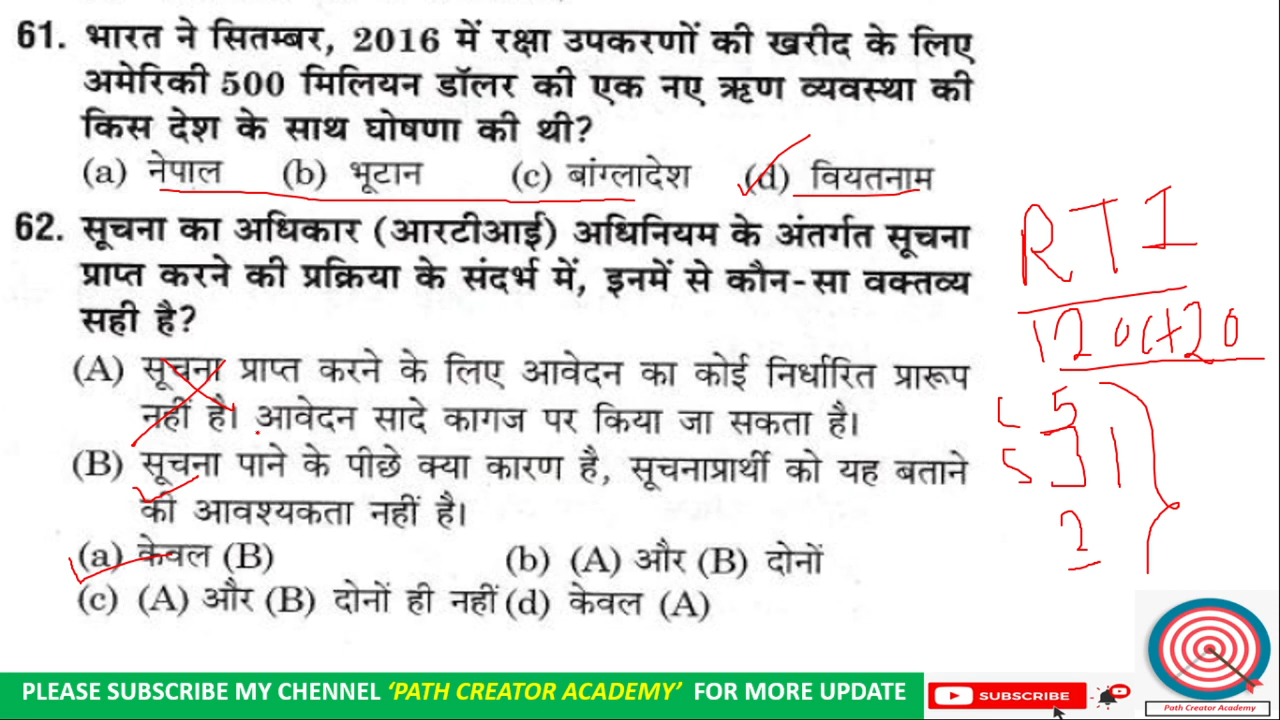 61. भारत ने सितम्बर, 2016 में रक्षा उपकरणों की खरीद के लिए
अमेरिकी 500 मिलियन डॉलर की एक नए ऋण व्यवस्था की
किस देश के साथ घोषणा की थी?
(a) नेपाल (b) भूटान (c) बांग्लादेश (d) वियतनाम
62. सूचना का अधिकार (आरटीआई) अधिनियम के अंतर्गत सूचना
प्राप्त करने की प्रक्रिया के संदर्भ में, इनमें से कौन-सा वक्तव्य
सही है?
(A) सूचना प्राप्त करने के लिए आवेदन का कोई निर्धारित प्रारूप
नहीं है। आवेदन सादे कागज पर किया जा सकता है।
(B) सूचना पाने के पीछे क्या कारण है, सूचनाप्रार्थी को यह बताने
की आवश्यकता नहीं है।
(a) केवल (B) (b) (A) और (B) दोनों
(c) (A) और (B) दोनों ही नहीं (d) केवल (A)
RTI
5
2
PLEASE SUBSCRIBE MY CHENNEL ‘PATH CREATOR ACADEMY’ FOR MORE UPDATE
SUBSCRIBE
Path Creator Academy